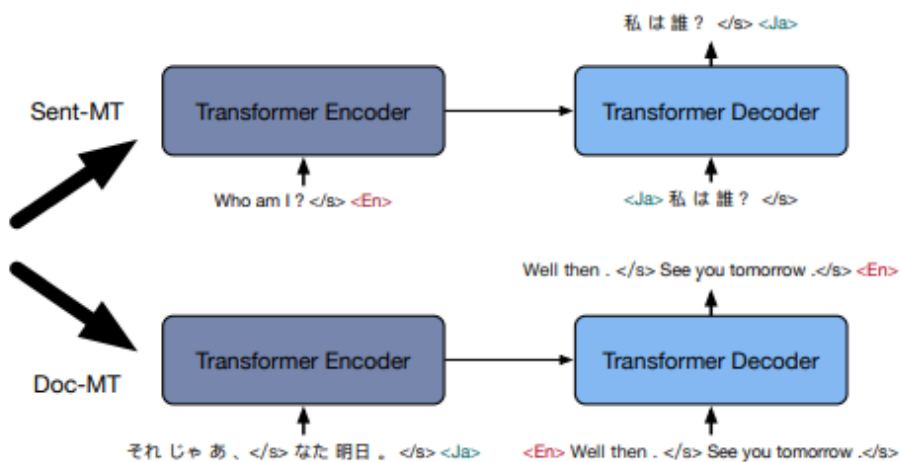 私 は 誰? </s> <Ja>
Sent-MT
Transformer Encoder
Transformer Decoder
Who am I ? </s> <En>
<Ja> 私 は 誰? </s>
Well then . </s> See you tomorrow .</s> <En>
Doc-MT
Transformer Encoder
Transformer Decoder
それ じゃ あ 、</s> なた 明日 。 </s> <Ja>
<En> Well then . </s> See you tomorrow .</s>